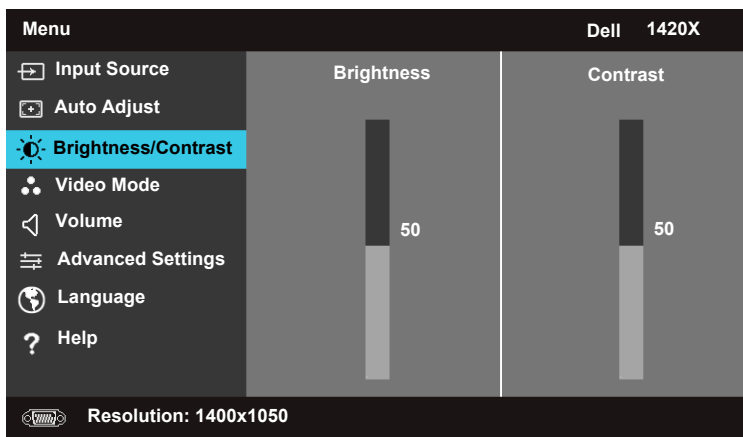 Menu
Dell 1420X
Input Source
Auto Adjust
Brightness/Contrast
Video Mode
Volume
Advanced Settings
Language
? Help
Brightness
50
Contrast
50
Resolution: 1400x1050